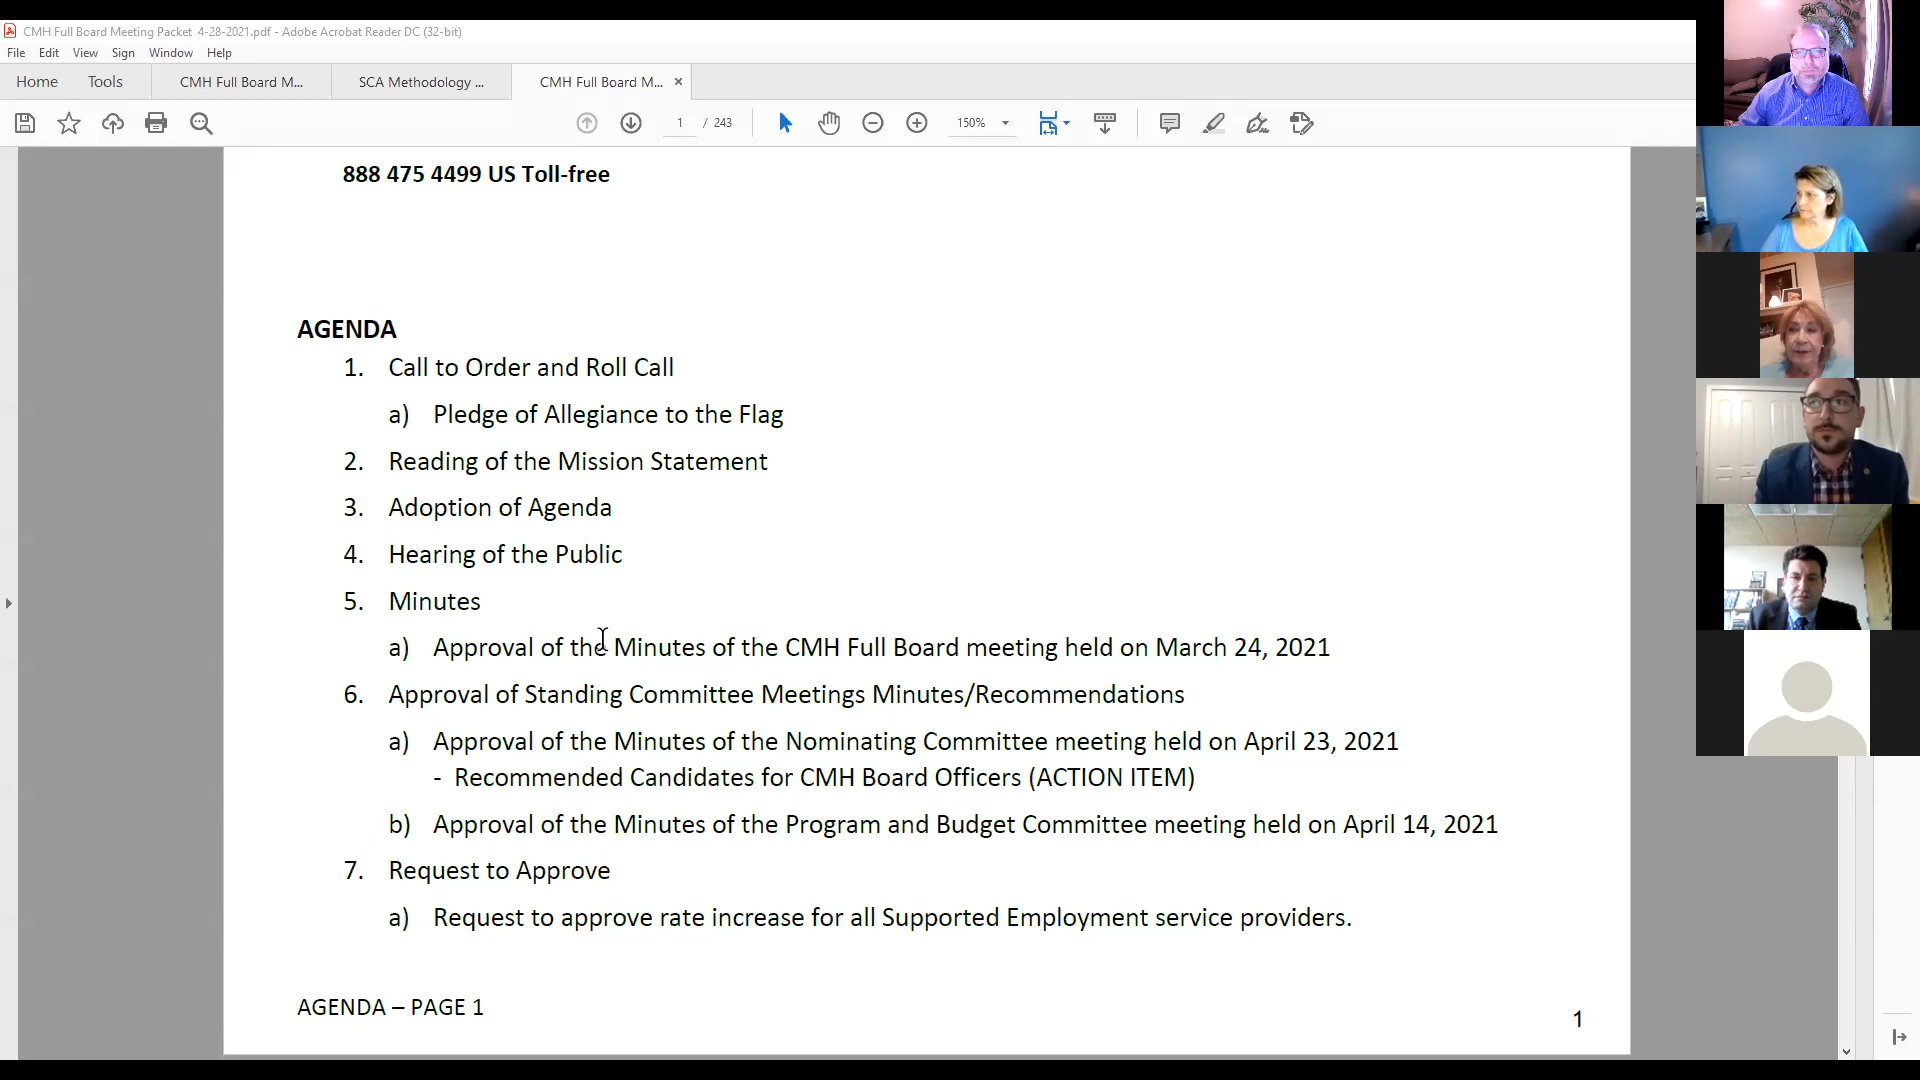 CMH Full Board Meeting Packet 4-28-2021.pdf - Adobe Acrobat Reader DC (32-bit)
File Edit View Sign Window Help
Home Tools CMH Full Board M... SCA Methodology ... CMH Full Board M... ×
1 / 243 150%
888 475 4499 US Toll-free
AGENDA
1. Call to Order and Roll Call
a) Pledge of Allegiance to the Flag
2. Reading of the Mission Statement
3. Adoption of Agenda
4. Hearing of the Public
5. Minutes
a) Approval of the Minutes of the CMH Full Board meeting held on March 24, 2021
6. Approval of Standing Committee Meetings Minutes/Recommendations
a) Approval of the Minutes of the Nominating Committee meeting held on April 23, 2021
- Recommended Candidates for CMH Board Officers (ACTION ITEM)
b) Approval of the Minutes of the Program and Budget Committee meeting held on April 14, 2021
7. Request to Approve
a) Request to approve rate increase for all Supported Employment service providers.
AGENDA – PAGE 1
1